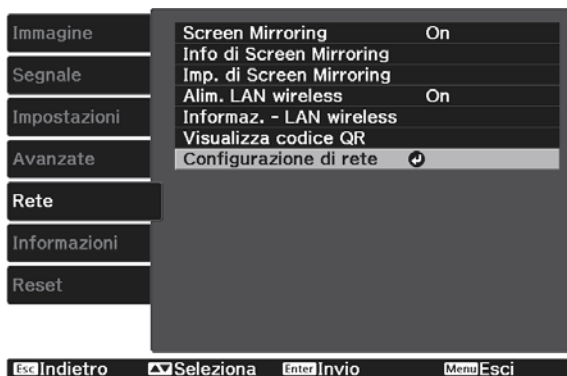 Immagine
Segnale
Impostazioni
Avanzate
Rete
Informazioni
Reset
Screen Mirroring On
Info di Screen Mirroring
Imp. di Screen Mirroring
Alim. LAN wireless On
Informaz. - LAN wireless
Visualizza codice QR
Configurazione di rete
Esc Indietro Seleziona Enter Invio Menu Esci